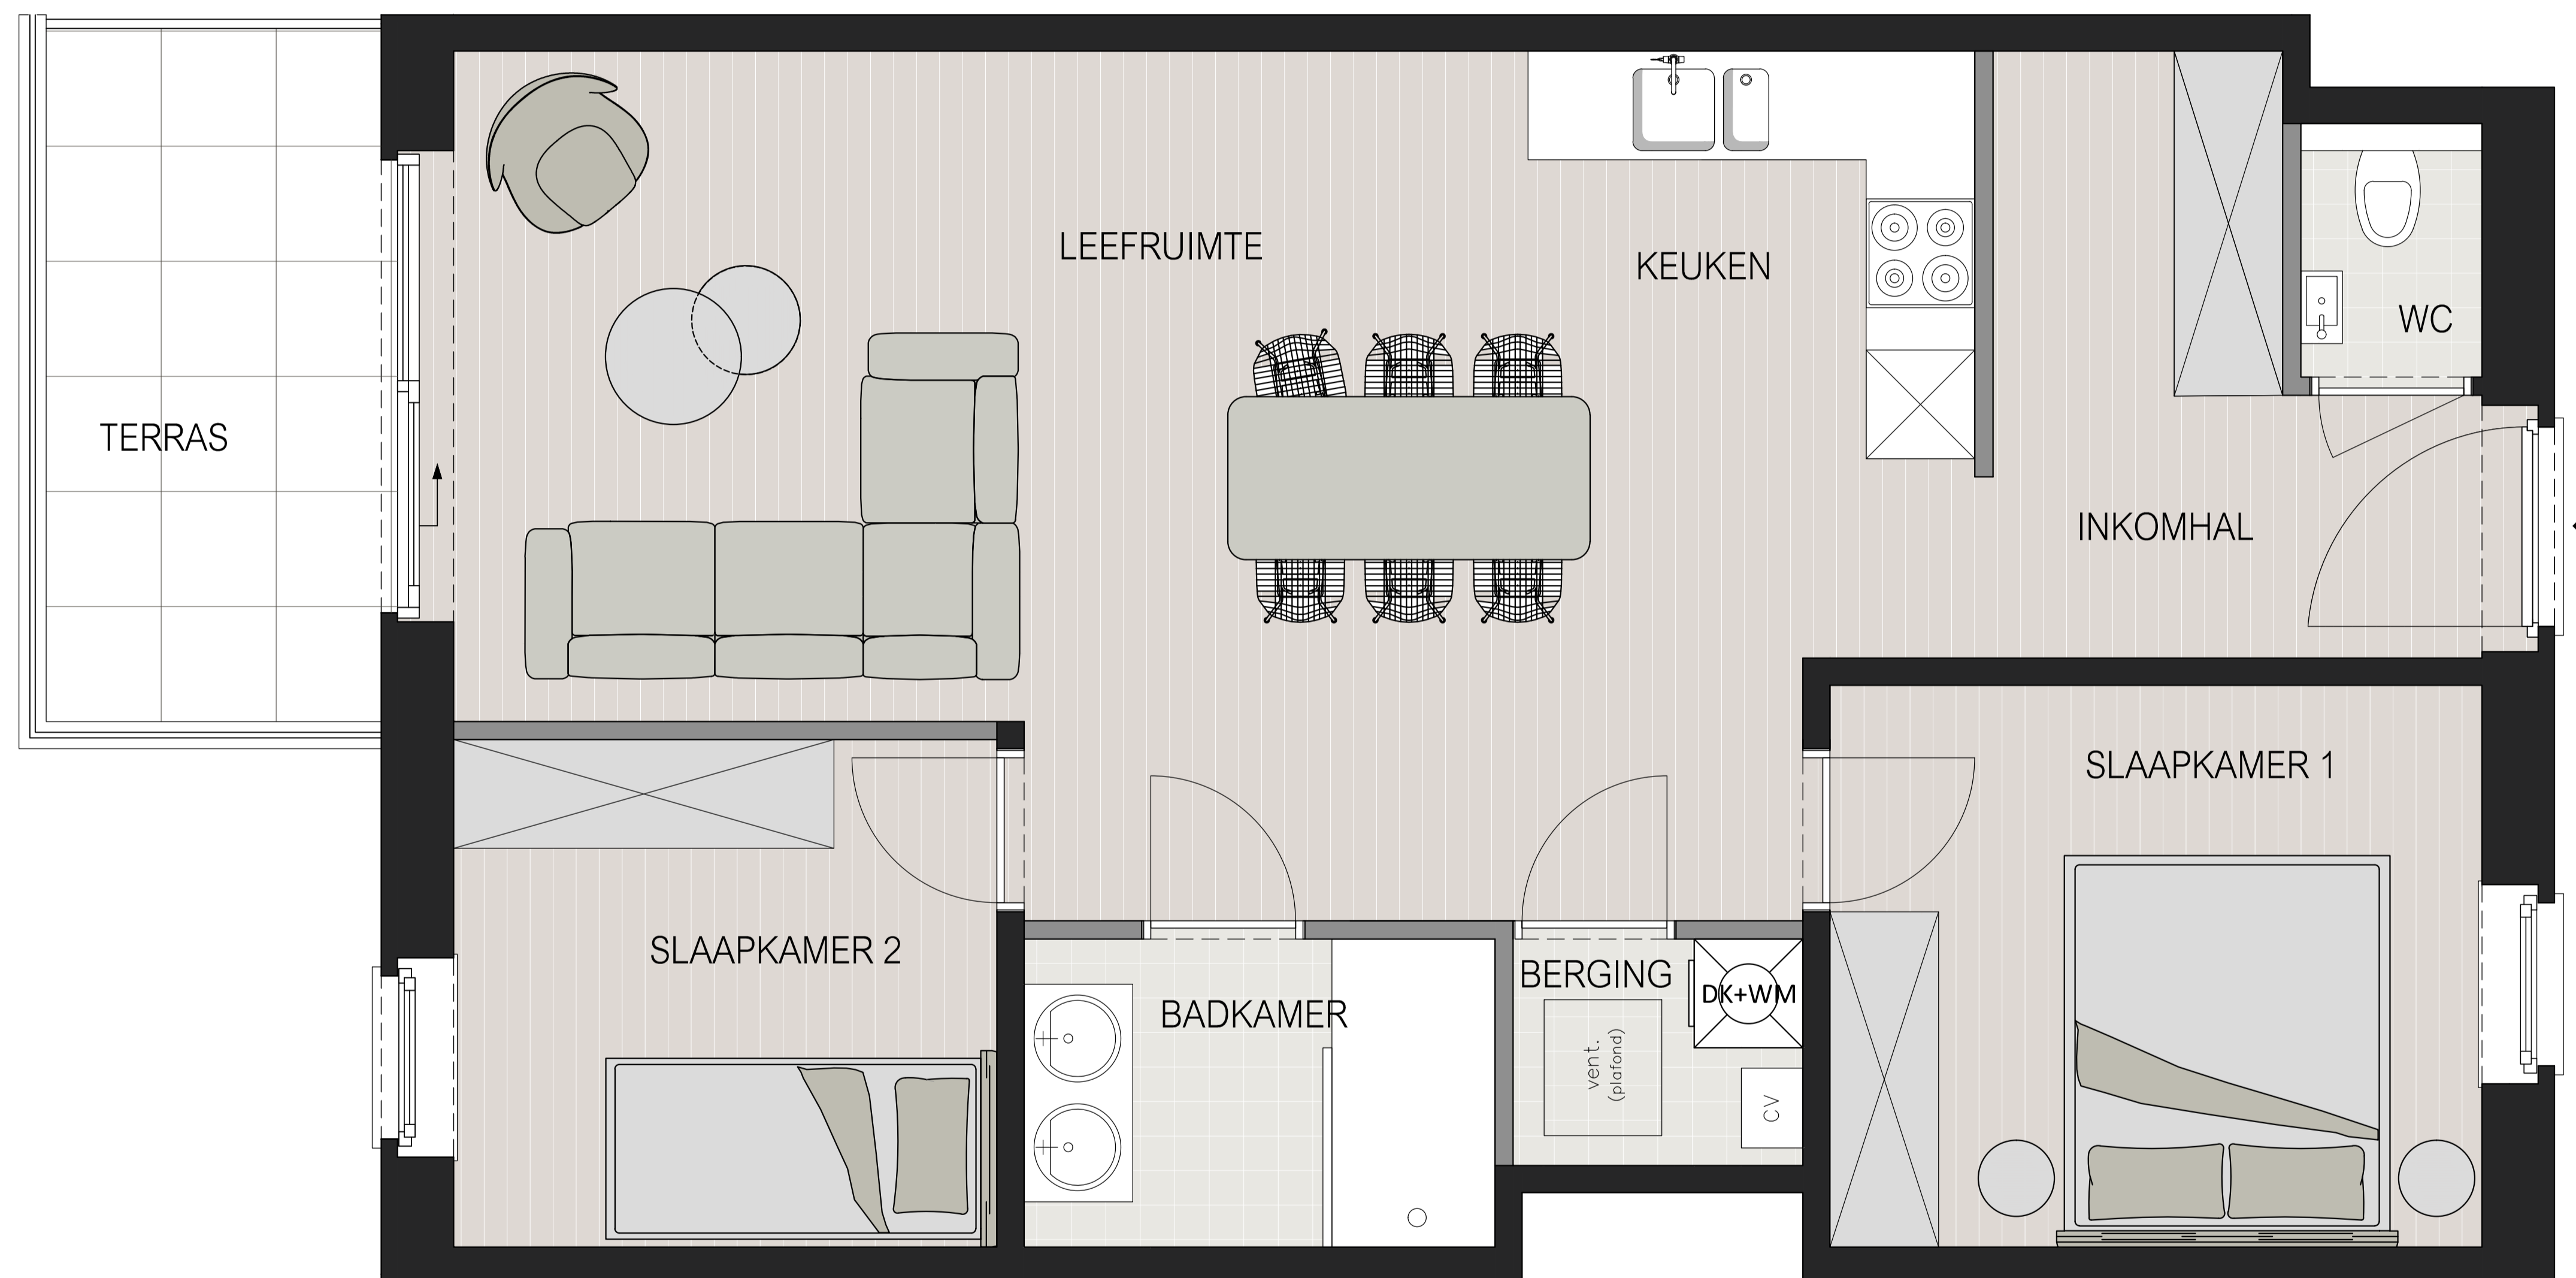 LEEFRUIMTE
KEUKEN
WC
TERRAS
INKOMHAL
SLAAPKAMER 1
SLAAPKAMER 2
BERGING
DK+WM
BADKAMER
vent.
(plafond)
CV